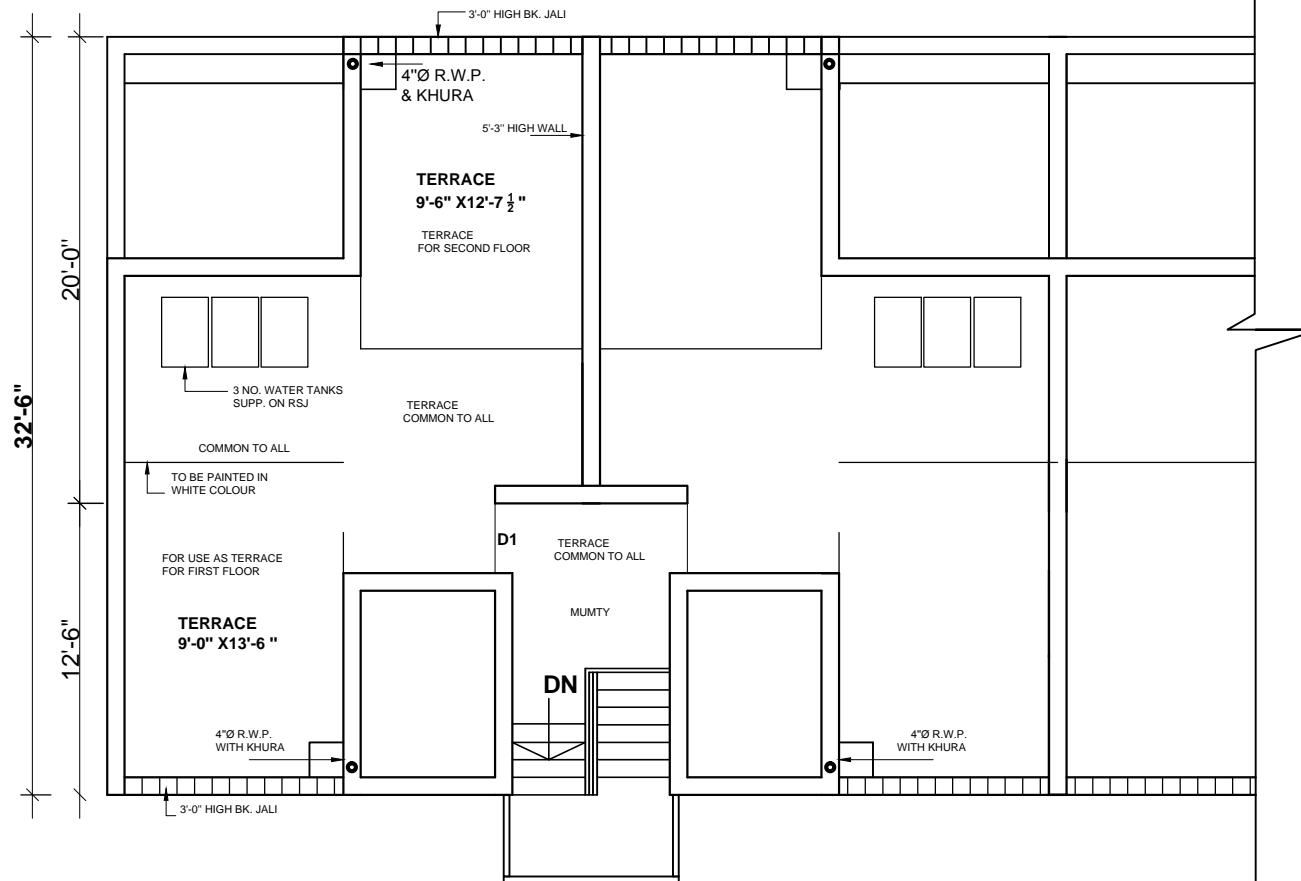 3'-0" HIGH BK. JALI
4"Ø R.W.P.
& KHURA
5'-3" HIGH WALL
TERRACE
9'-6" X12'-7 ½ "
TERRACE
FOR SECOND FLOOR
20'-0"
32'-6"
3 NO. WATER TANKS
SUPP. ON RSJ
TERRACE
COMMON TO ALL
COMMON TO ALL
TO BE PAINTED IN
WHITE COLOUR
D1
TERRACE
COMMON TO ALL
FOR USE AS TERRACE
FOR FIRST FLOOR
MUMTY
TERRACE
9'-0" X13'-6 "
12'-6"
DN
4"Ø R.W.P.
WITH KHURA
4"Ø R.W.P.
WITH KHURA
3'-0" HIGH BK. JALI